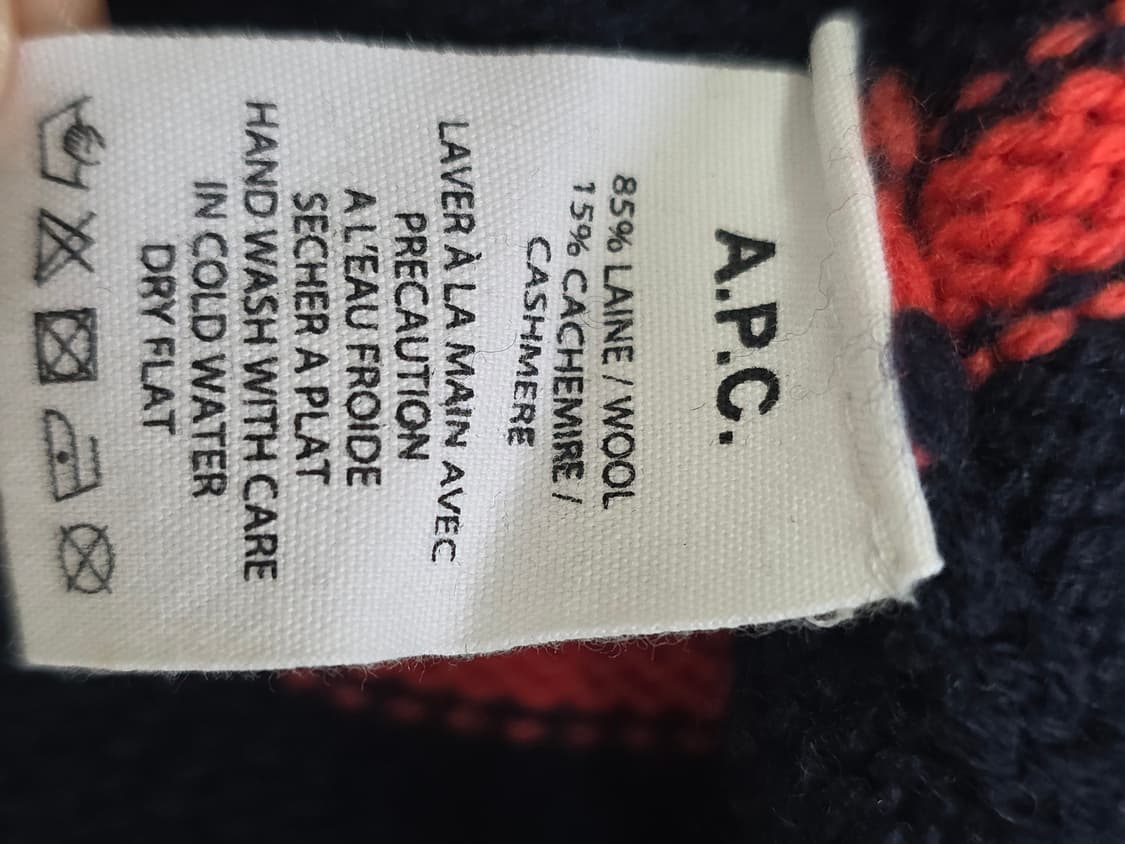 A.P.C.
85% LAINE / WOOL
15% CACHEMIRE /
CASHMERE
LAVER À LA MAIN AVEC
PRECAUTION
A L'EAU FROIDE
SECHER A PLAT
HAND WASH WITH CARE
IN COLD WATER
DRY FLAT